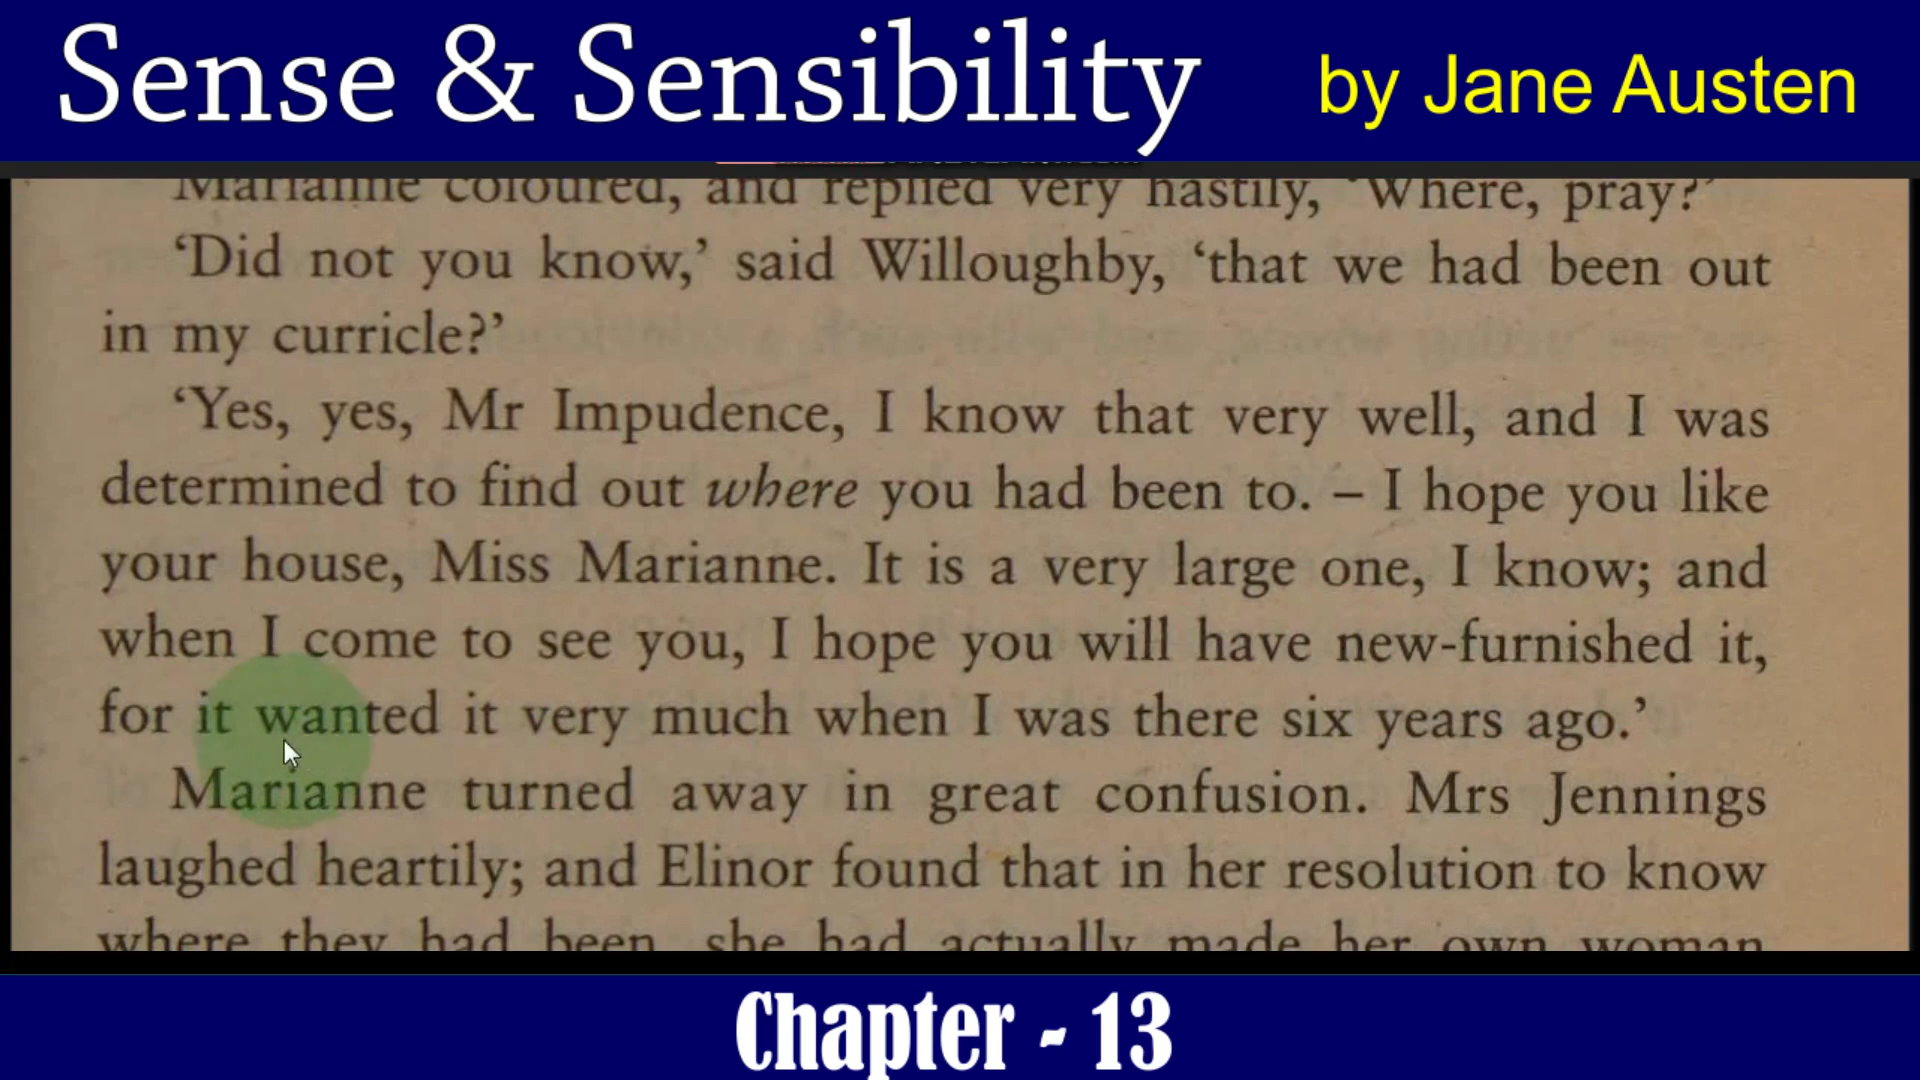 Sense & Sensibility by Jane Austen
Marianne coloured, and replied very hastily, ‘Where, pray?’
‘Did not you know,’ said Willoughby, ‘that we had been out
in my curricle?’
‘Yes, yes, Mr Impudence, I know that very well, and I was
determined to find out where you had been to. – I hope you like
your house, Miss Marianne. It is a very large one, I know; and
when I come to see you, I hope you will have new-furnished it,
for it wanted it very much when I was there six years ago.’
Marianne turned away in great confusion. Mrs Jennings
laughed heartily; and Elinor found that in her resolution to know
where they had been, she had actually made her own woman
Chapter - 13